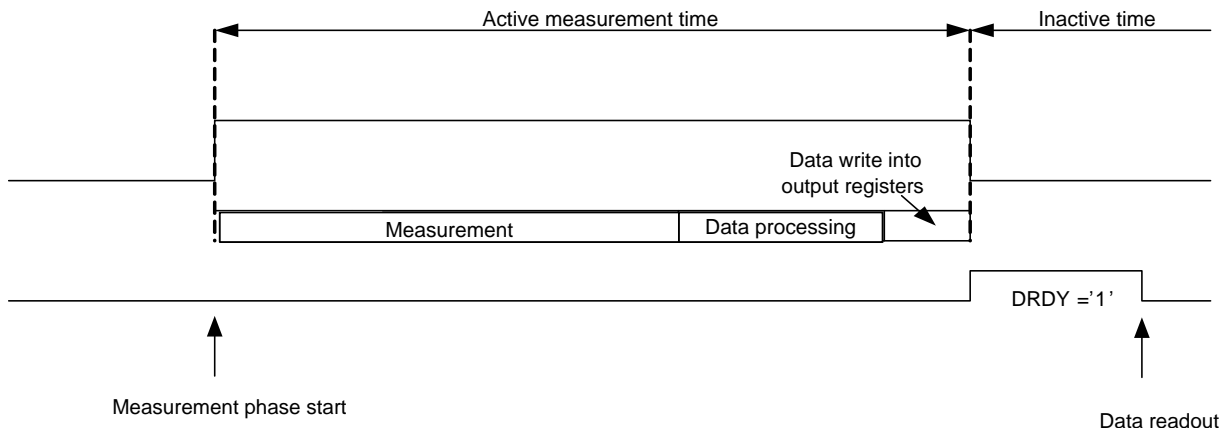 Active measurement time
Inactive time
Data write into
output registers
Measurement
Data processing
DRDY ='1'
Measurement phase start
Data readout